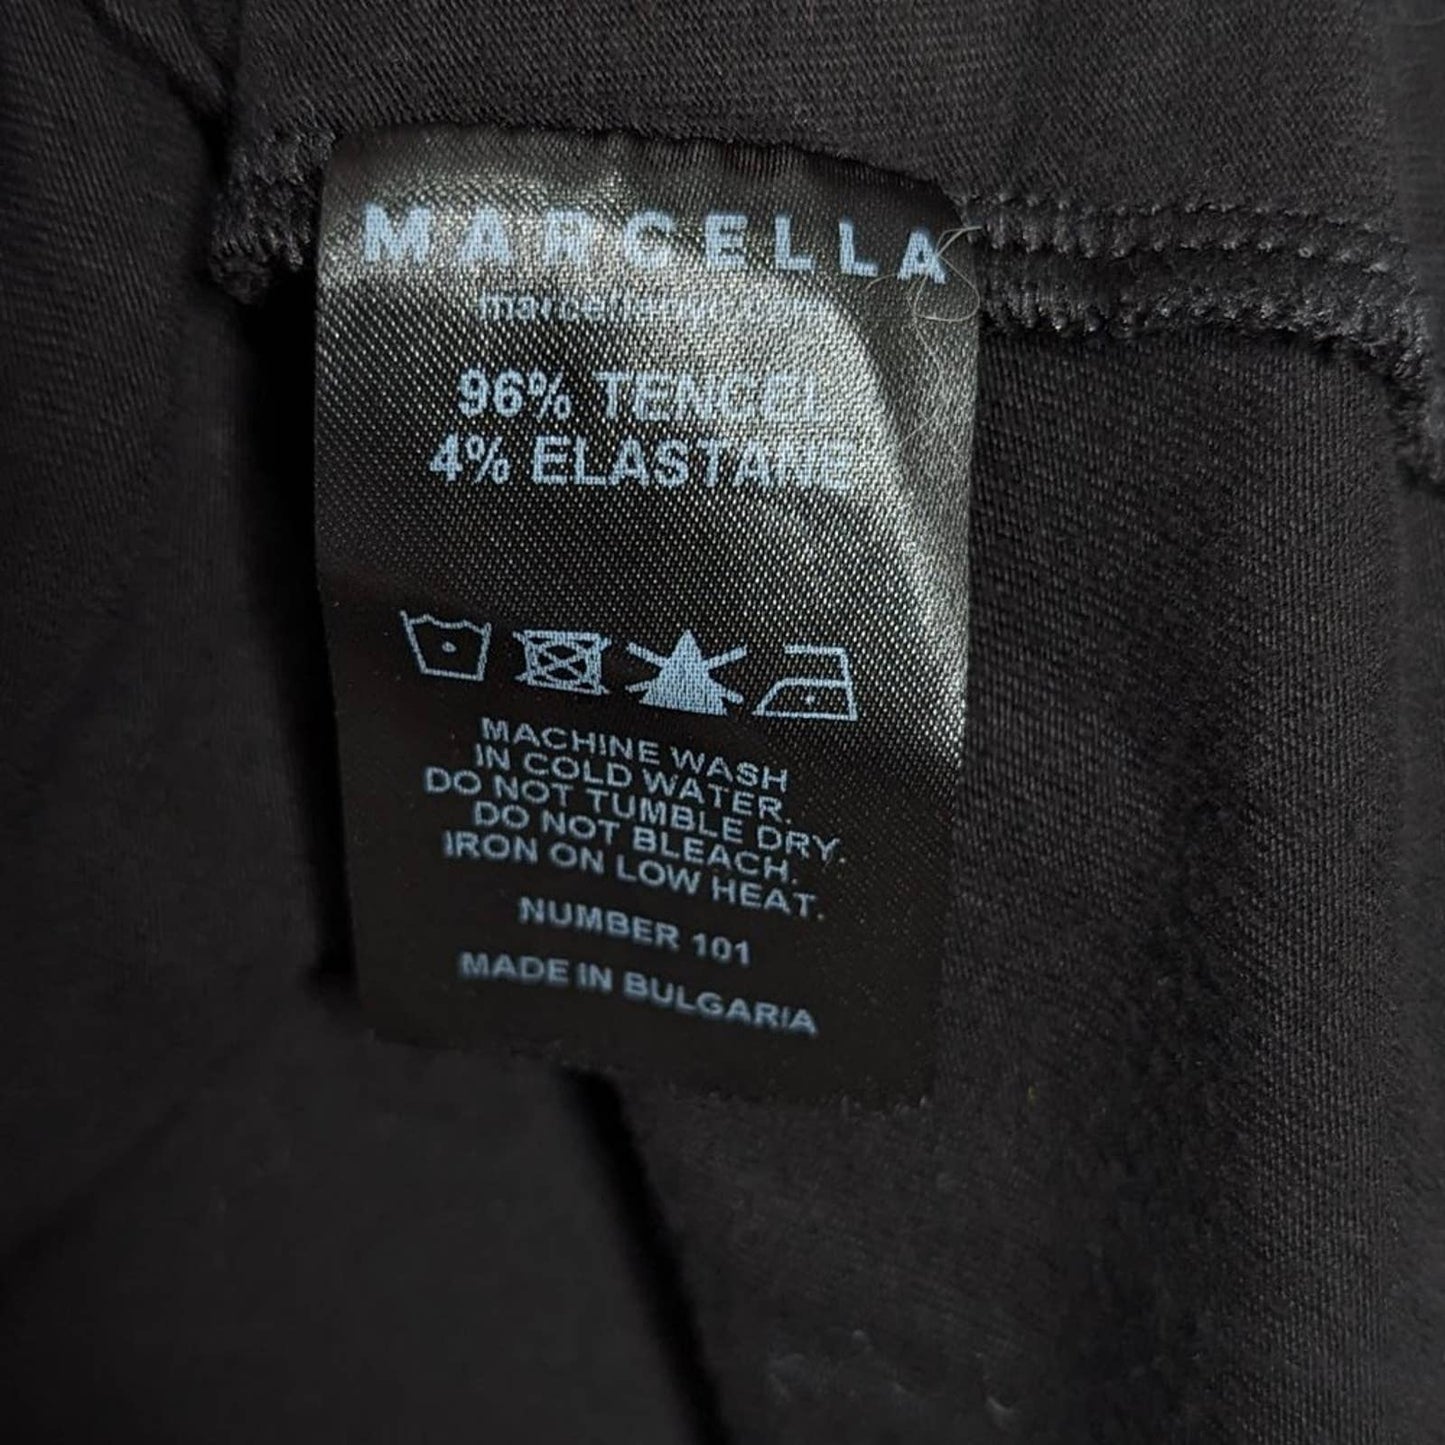 MARCELLA
96% TENCEL
4% ELASTANE
MACHINE WASH
IN COLD WATER.
DO NOT TUMBLE DRY.
DO NOT BLEACH.
IRON ON LOW HEAT.
NUMBER 101
MADE IN BULGARIA